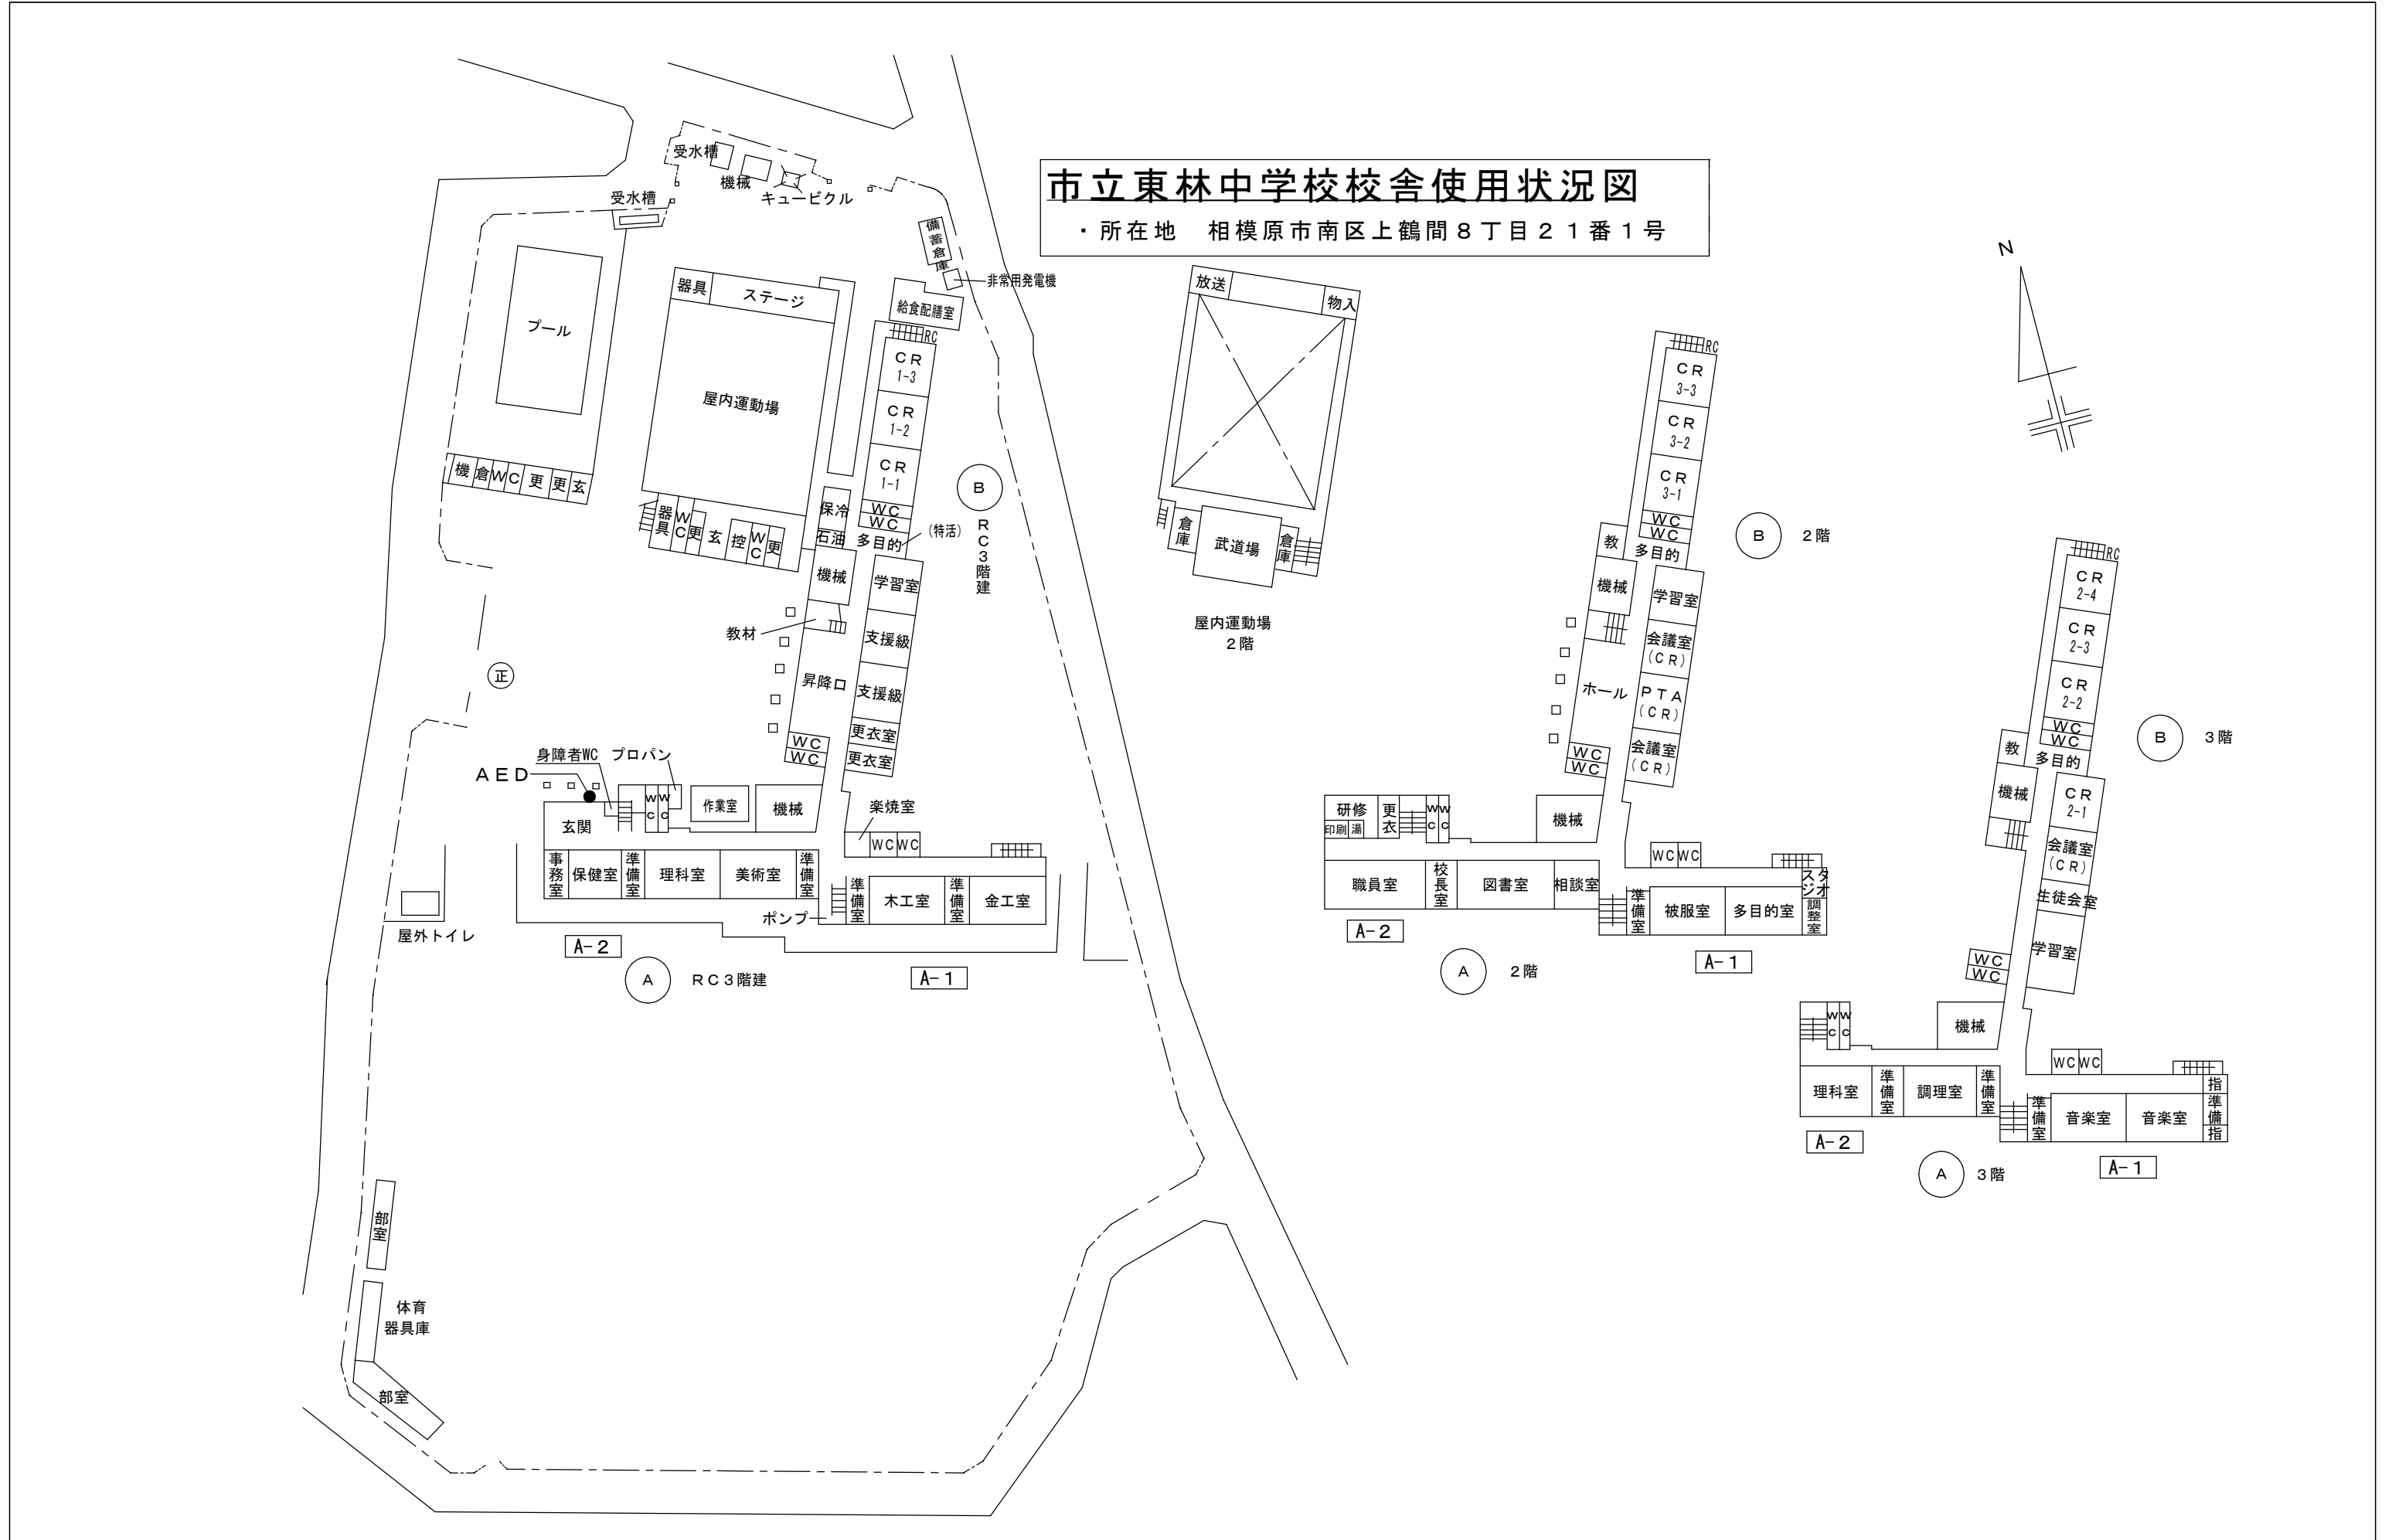 市立東林中学校校舎使用状況図
・所在地　相模原市南区上鶴間８丁目２１番１号
N
受水槽
機械
キュービクル
受水槽
備蓄倉庫
非常用発電機
給食配膳室
プール
器具
ステージ
屋内運動場
RC
ＣＲ
1-3
ＣＲ
1-2
ＣＲ
1-1
WC
WC
多目的
(特活)
Ｂ
ＲＣ３階建
機
倉
WC
更
更
玄
器具
WC
更
玄
控
WC
更
保冷
石油
機械
教材
学習室
支援級
支援級
更衣室
更衣室
昇降口
WC
WC
正
身障者WC
プロパン
ＡＥＤ
玄関
WC
WC
作業室
機械
楽焼室
WC
WC
事務室
保健室
準備室
理科室
美術室
準備室
ポンプ
準備室
木工室
準備室
金工室
屋外トイレ
A-2
Ａ
ＲＣ３階建
A-1
部室
体育
器具庫
部室
放送
物入
倉庫
武道場
倉庫
屋内運動場
２階
RC
ＣＲ
3-3
ＣＲ
3-2
ＣＲ
3-1
WC
WC
多目的
教
機械
学習室
会議室
(ＣＲ)
ＰＴＡ
(ＣＲ)
会議室
(ＣＲ)
ホール
WC
WC
Ｂ
２階
研修
印刷
湯
更衣
WC
WC
機械
WC
WC
職員室
校長室
図書室
相談室
準備室
被服室
多目的室
スタジオ
調整室
A-2
Ａ
２階
A-1
RC
ＣＲ
2-4
ＣＲ
2-3
ＣＲ
2-2
WC
WC
多目的
教
機械
ＣＲ
2-1
会議室
(ＣＲ)
生徒会室
学習室
WC
WC
Ｂ
３階
WC
WC
機械
WC
WC
理科室
準備室
調理室
準備室
準備室
音楽室
音楽室
指
準備
指
A-2
Ａ
３階
A-1